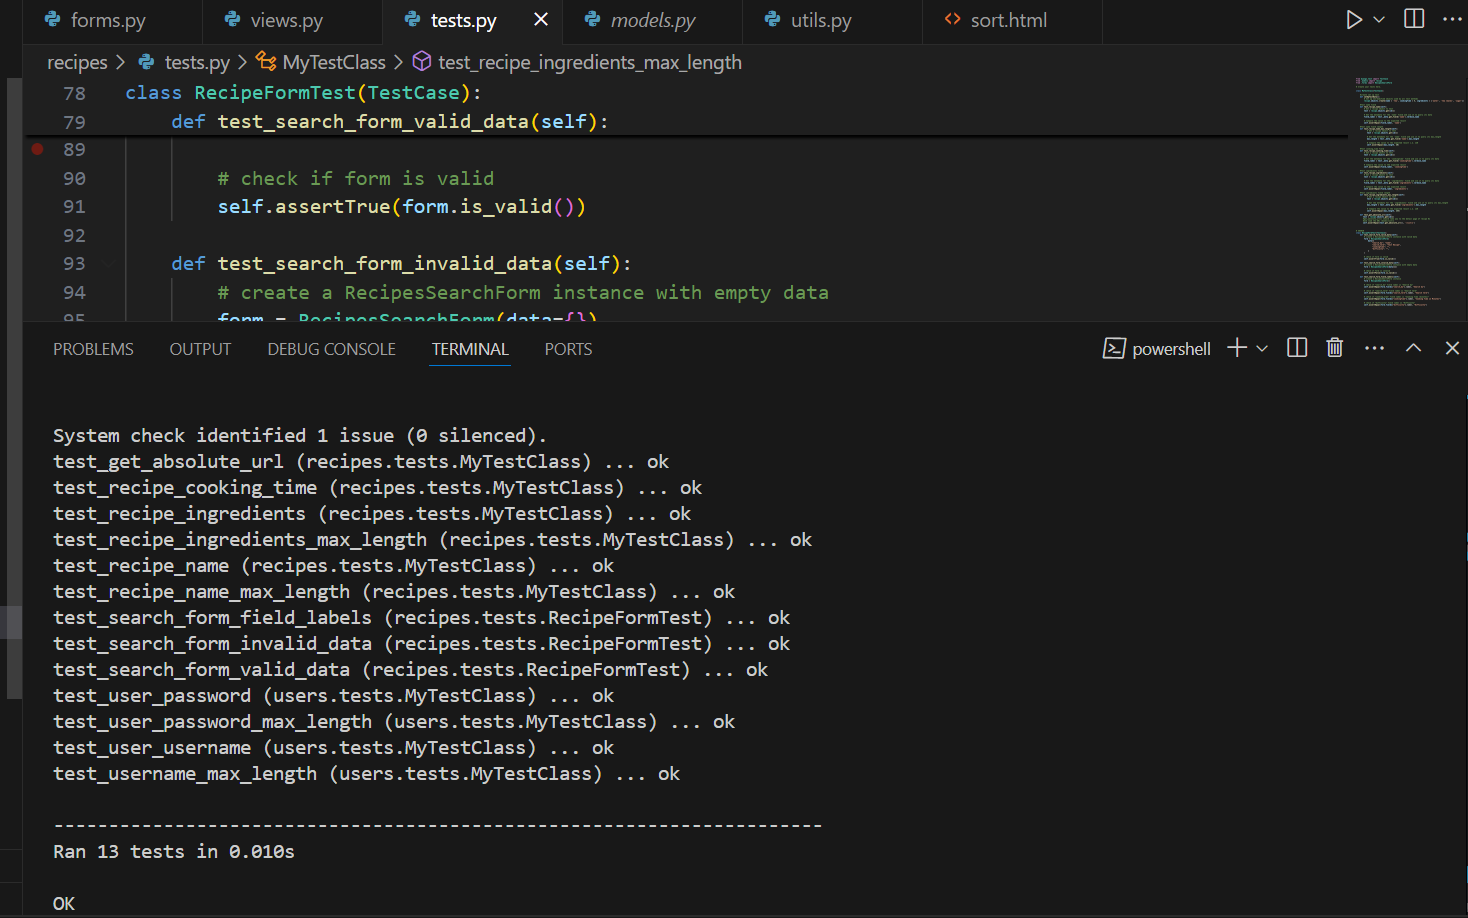 forms.py views.py tests.py models.py utils.py sort.html
recipes > tests.py > MyTestClass > test_recipe_ingredients_max_length
78 class RecipeFormTest(TestCase):
79 def test_search_form_valid_data(self):
89
90 # check if form is valid
91 self.assertTrue(form.is_valid())
92
93 def test_search_form_invalid_data(self):
94 # create a RecipesSearchForm instance with empty data
95 form = RecipesSearchForm(data={})
PROBLEMS OUTPUT DEBUG CONSOLE TERMINAL PORTS powershell
System check identified 1 issue (0 silenced).
test_get_absolute_url (recipes.tests.MyTestClass) ... ok
test_recipe_cooking_time (recipes.tests.MyTestClass) ... ok
test_recipe_ingredients (recipes.tests.MyTestClass) ... ok
test_recipe_ingredients_max_length (recipes.tests.MyTestClass) ... ok
test_recipe_name (recipes.tests.MyTestClass) ... ok
test_recipe_name_max_length (recipes.tests.MyTestClass) ... ok
test_search_form_field_labels (recipes.tests.RecipeFormTest) ... ok
test_search_form_invalid_data (recipes.tests.RecipeFormTest) ... ok
test_search_form_valid_data (recipes.tests.RecipeFormTest) ... ok
test_user_password (users.tests.MyTestClass) ... ok
test_user_password_max_length (users.tests.MyTestClass) ... ok
test_user_username (users.tests.MyTestClass) ... ok
test_username_max_length (users.tests.MyTestClass) ... ok
----------------------------------------------------------------------
Ran 13 tests in 0.010s
OK